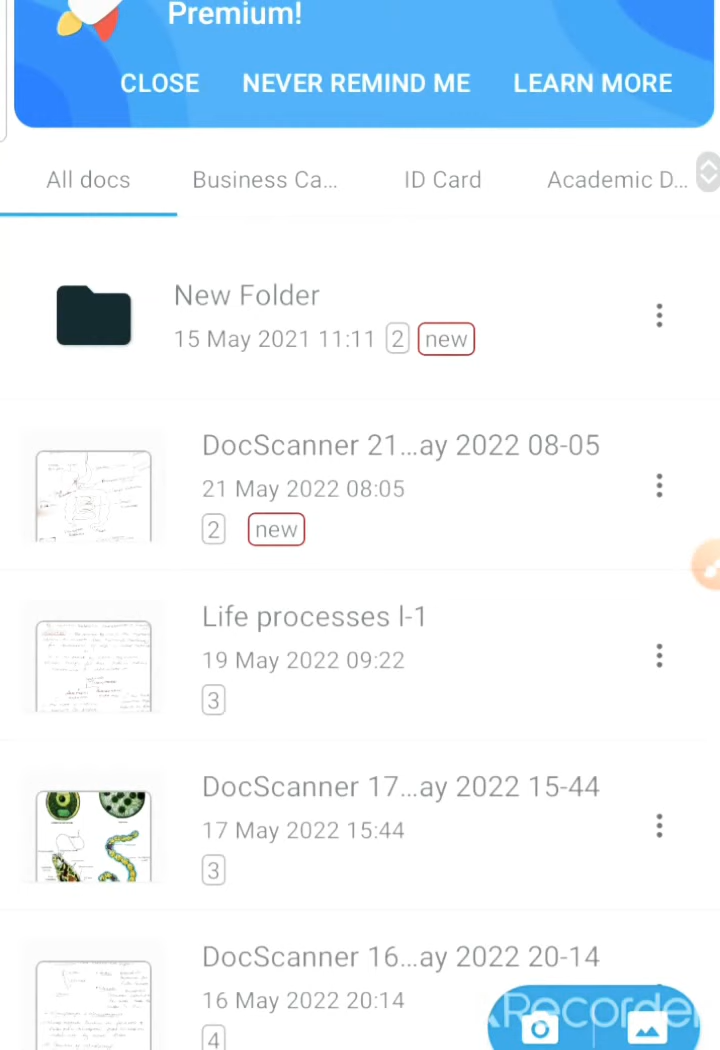 Premium!
CLOSE NEVER REMIND ME LEARN MORE
All docs Business Ca... ID Card Academic D...
New Folder
15 May 2021 11:11 2 new
DocScanner 21...ay 2022 08-05
21 May 2022 08:05
2 new
Life processes l-1
19 May 2022 09:22
3
DocScanner 17...ay 2022 15-44
17 May 2022 15:44
3
DocScanner 16...ay 2022 20-14
16 May 2022 20:14
4